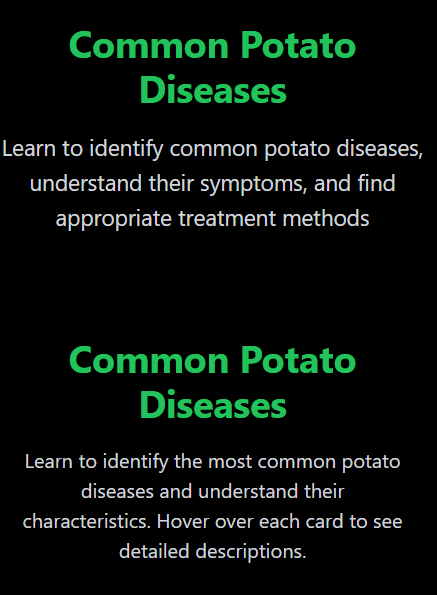 Common Potato
Diseases
Learn to identify common potato diseases,
understand their symptoms, and find
appropriate treatment methods
Common Potato
Diseases
Learn to identify the most common potato
diseases and understand their
characteristics. Hover over each card to see
detailed descriptions.